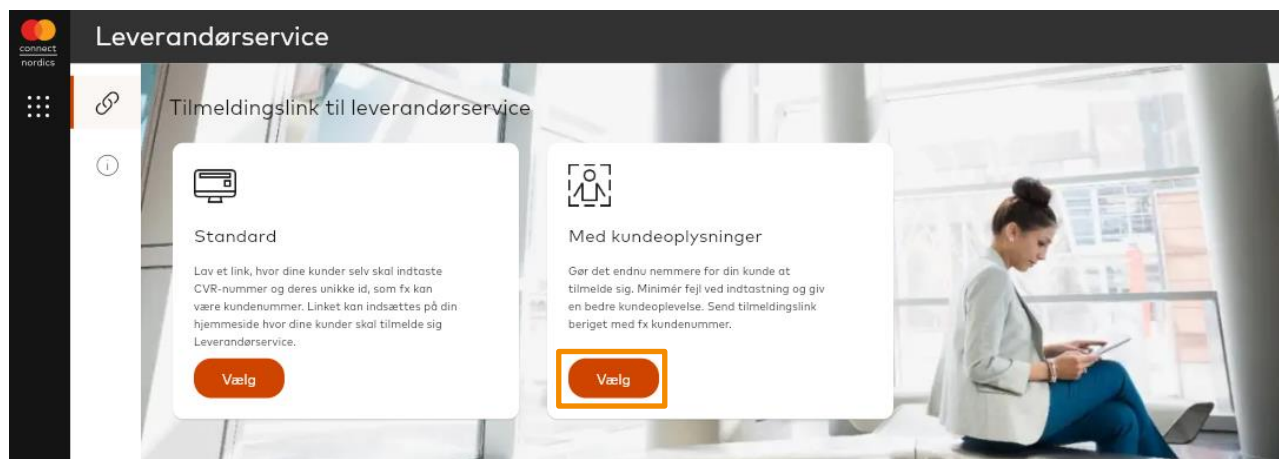 connect
nordics
Leverandørservice
Tilmeldingslink til leverandørservice
Standard
Lav et link, hvor dine kunder selv skal indtaste
CVR-nummer og deres unikke id, som fx kan
være kundenummer. Linket kan indsættes på din
hjemmeside hvor dine kunder skal tilmelde sig
Leverandørservice.
Vælg
Med kundeoplysninger
Gør det endnu nemmere for din kunde at
tilmelde sig. Minimér fejl ved indtastning og giv
en bedre kundeoplevelse. Send tilmeldingslink
beriget med fx kundenummer.
Vælg